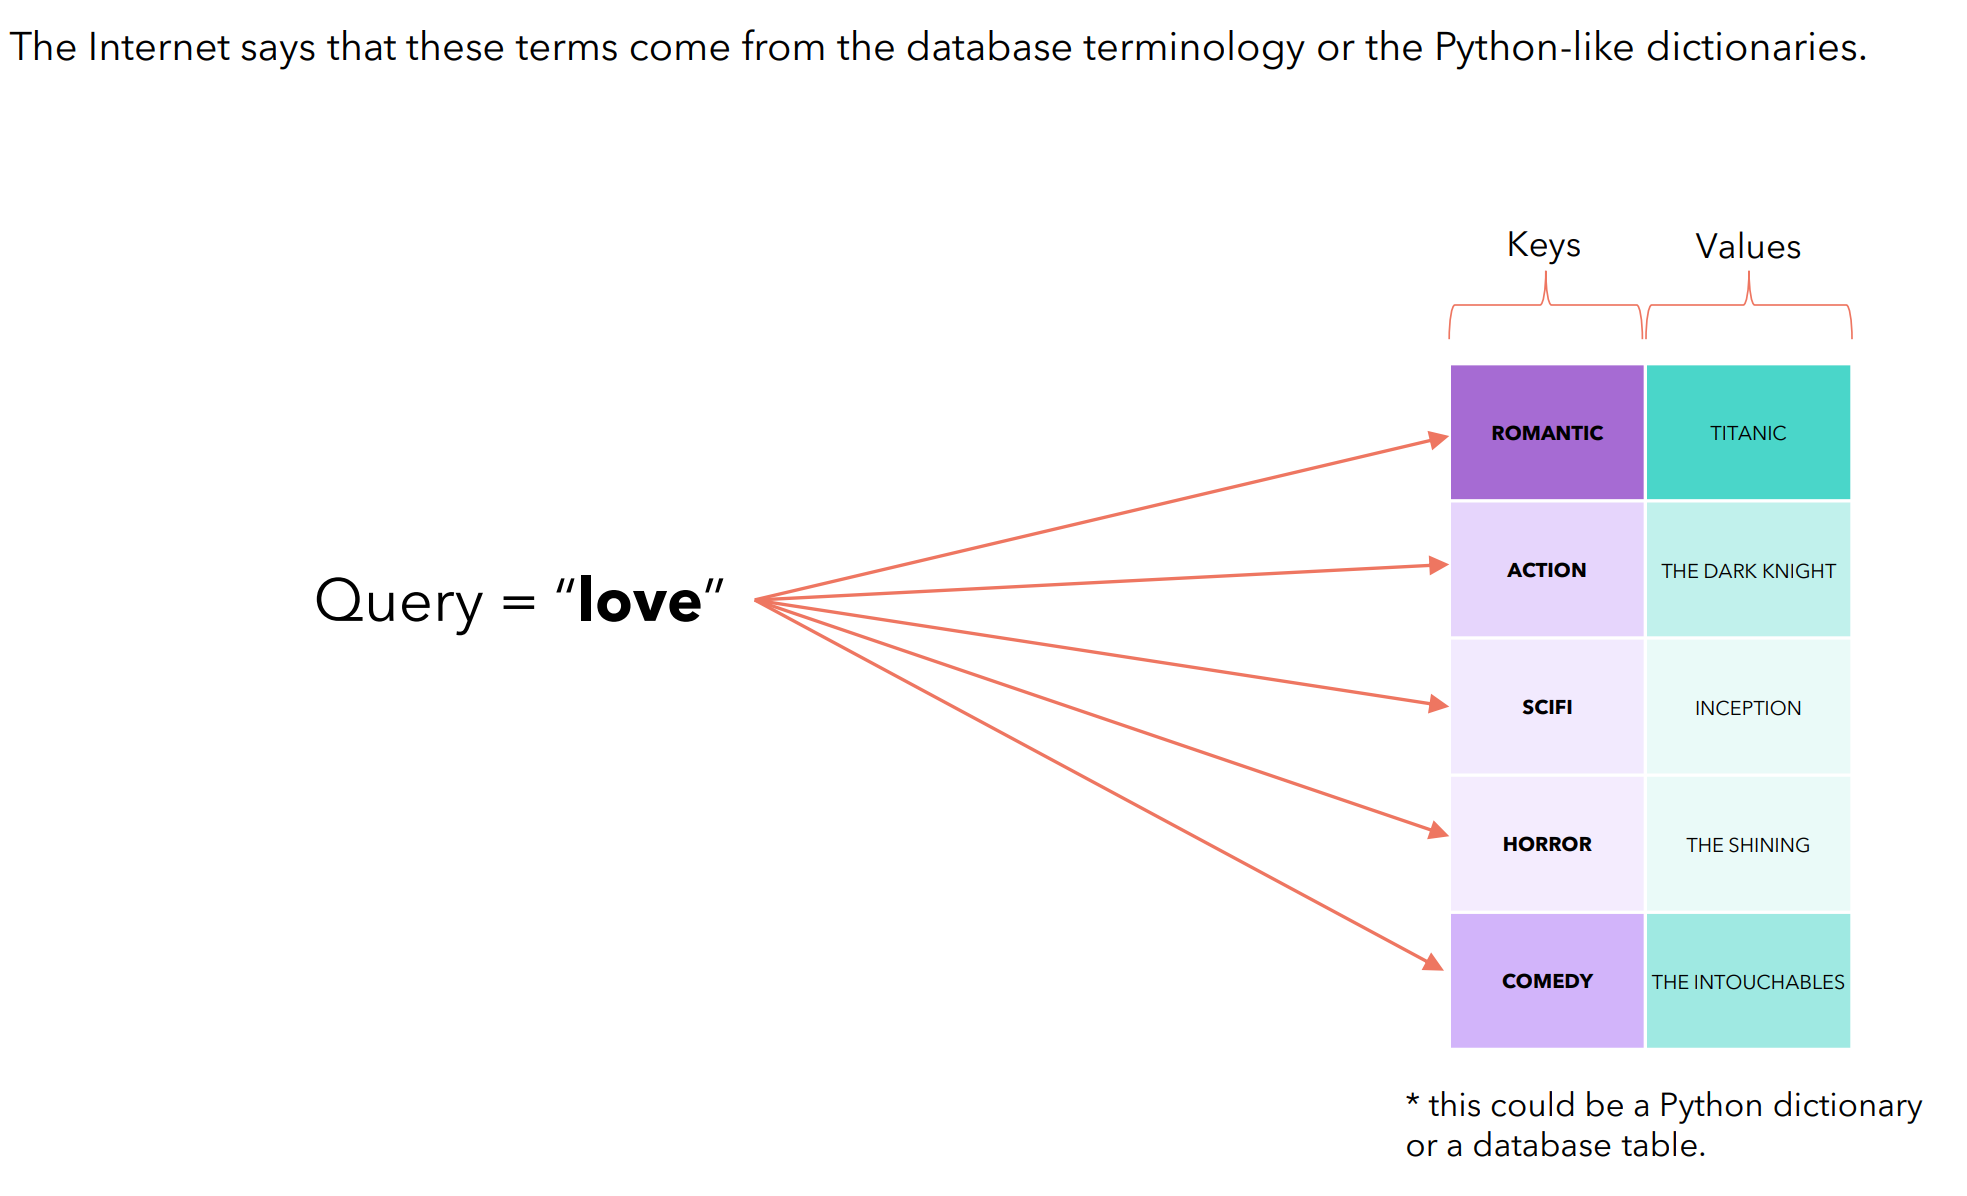 The Internet says that these terms come from the database terminology or the Python-like dictionaries.
Keys Values
ROMANTIC TITANIC
ACTION THE DARK KNIGHT
Query = “love”
SCIFI INCEPTION
HORROR THE SHINING
COMEDY THE INTOUCHABLES
* this could be a Python dictionary
or a database table.